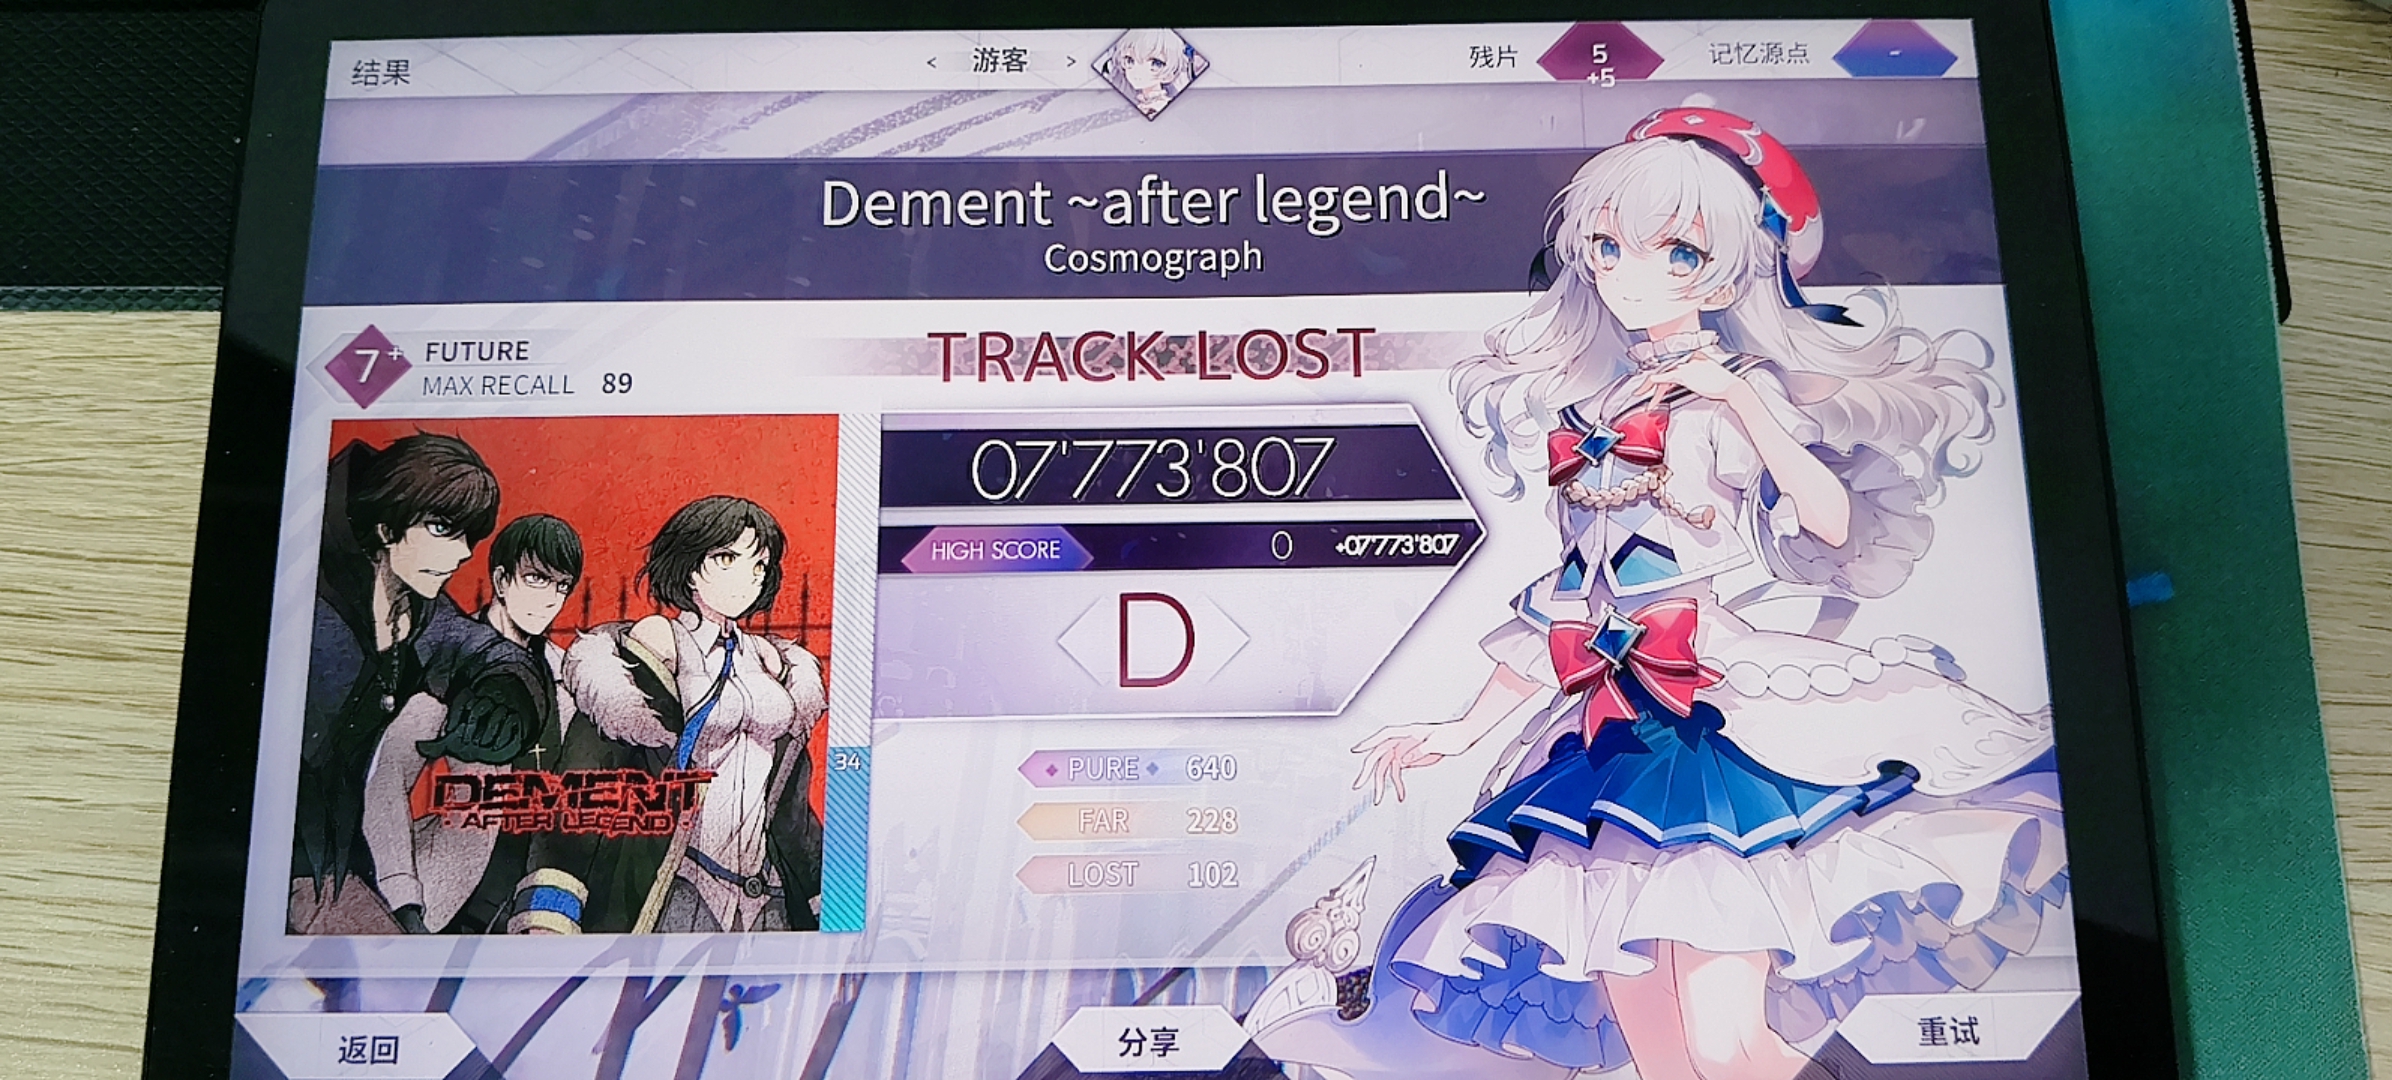 结果
< 游客 >
残片 5
+5
记忆源点 -
Dement ~after legend~
Cosmograph
7+ FUTURE
MAX RECALL 89
TRACK LOST
07'773'807
HIGH SCORE 0 +07'773'807
D
34
DEMENT
AFTER LEGEND
PURE 640
FAR 228
LOST 102
返回
分享
重试